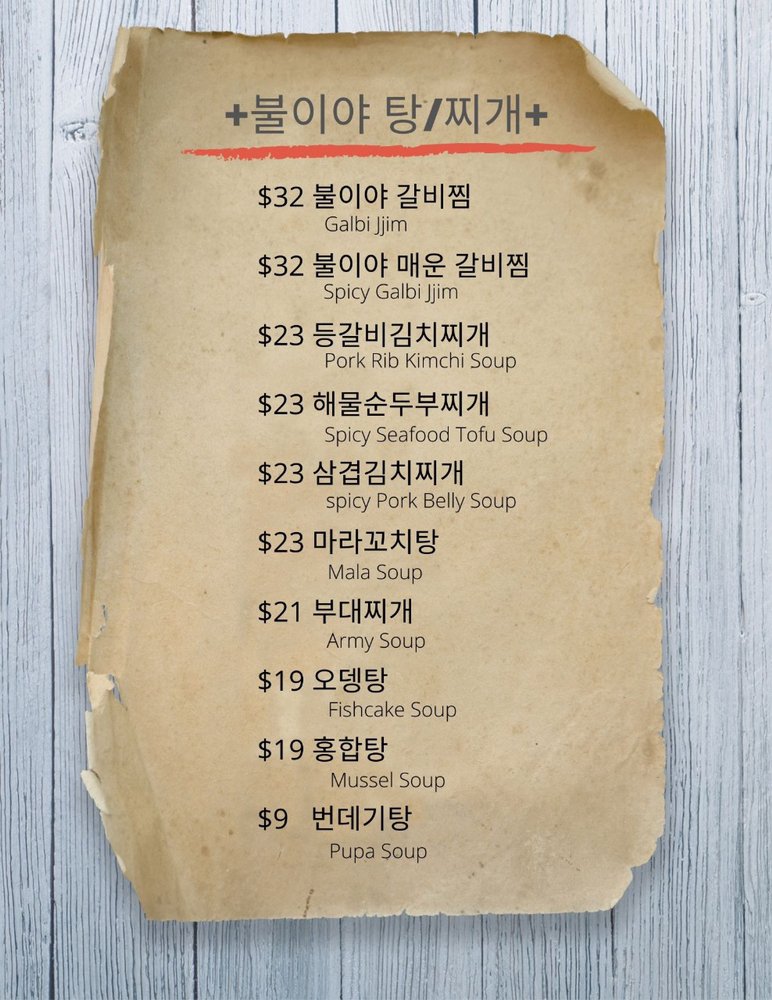 +불이야 탕/찌개+
$32 불이야 갈비찜
Galbi Jjim
$32 불이야 매운 갈비찜
Spicy Galbi Jjim
$23 등갈비김치찌개
Pork Rib Kimchi Soup
$23 해물순두부찌개
Spicy Seafood Tofu Soup
$23 삼겹김치찌개
spicy Pork Belly Soup
$23 마라꼬치탕
Mala Soup
$21 부대찌개
Army Soup
$19 오뎅탕
Fishcake Soup
$19 홍합탕
Mussel Soup
$9 번데기탕
Pupa Soup